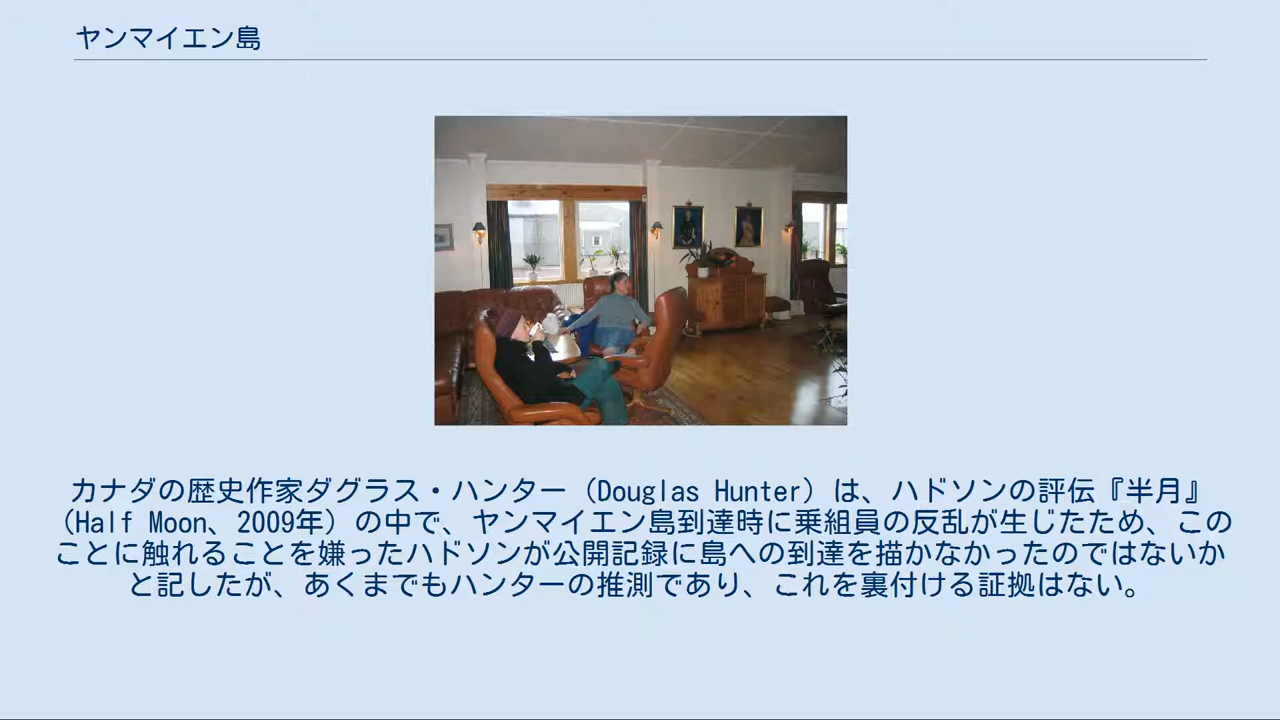 ヤンマイエン島
カナダの歴史作家ダグラス・ハンター（Douglas Hunter）は、ハドソンの評伝『半月』
（Half Moon、2009年）の中で、ヤンマイエン島到達時に乗組員の反乱が生じたため、この
ことに触れることを嫌ったハドソンが公開記録に島への到達を描かなかったのではないか
と記したが、あくまでもハンターの推測であり、これを裏付ける証拠はない。